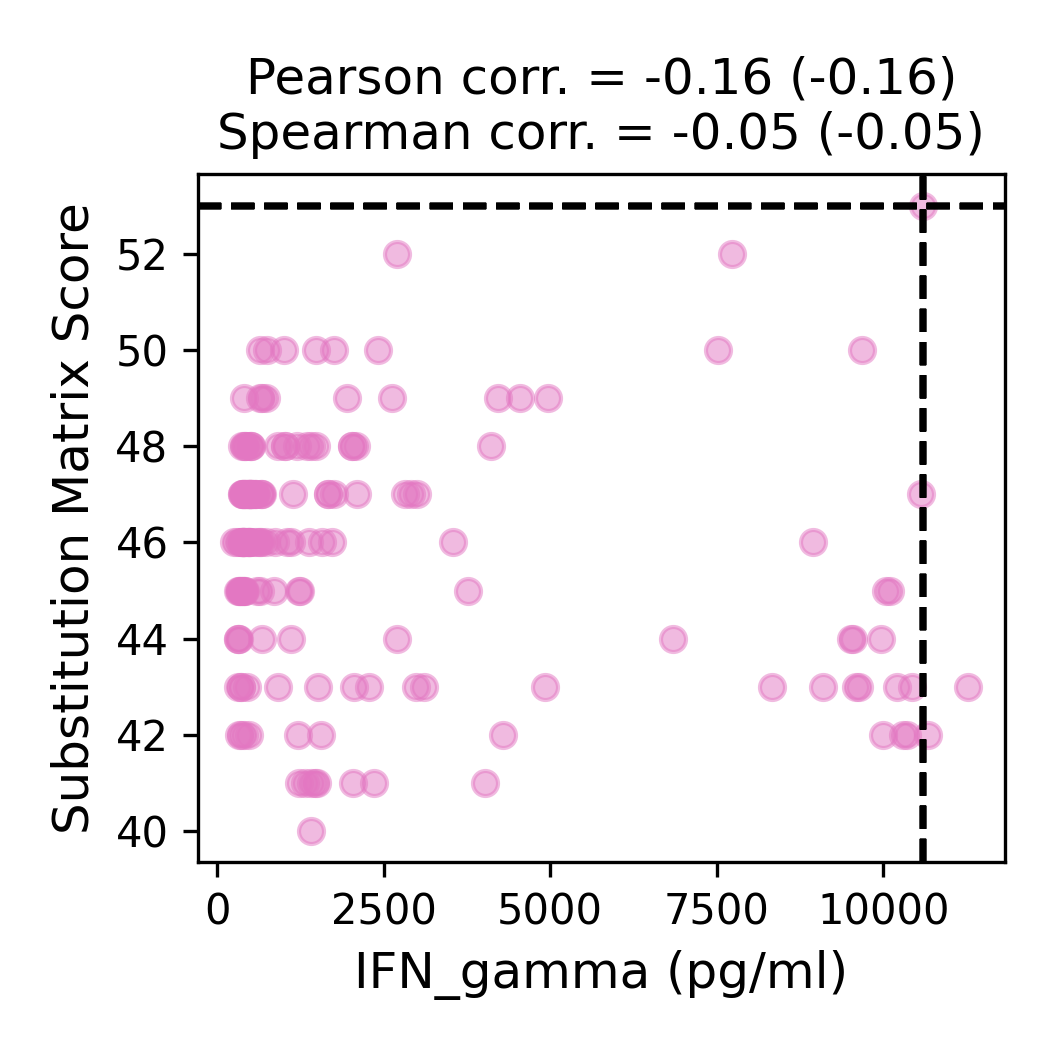 Pearson corr. = -0.16 (-0.16)
Spearman corr. = -0.05 (-0.05)
Substitution Matrix Score
52
50
48
46
44
42
40
0 2500 5000 7500 10000
IFN_gamma (pg/ml)